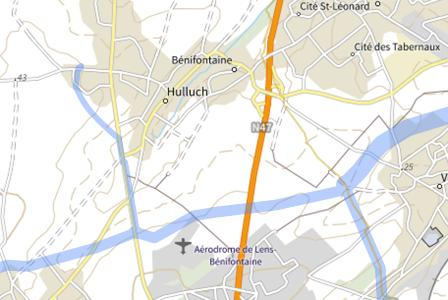 Cité St-Léonard
Cité des Tabernaux
Bénifontaine
43
Hulluch
N47
25
V
Aérodrome de Lens-
Bénifontaine